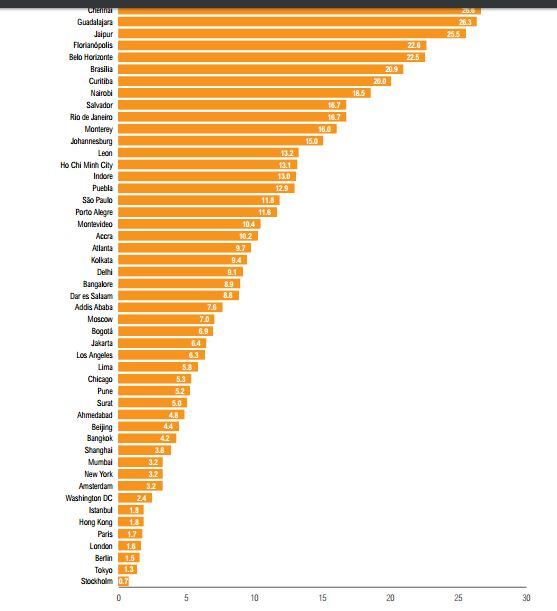 Chennai 26.6
Guadalajara 26.3
Jaipur 25.5
Florianópolis 22.6
Belo Horizonte 22.5
Brasília 20.9
Curitiba 20.0
Nairobi 18.5
Salvador 16.7
Rio de Janeiro 16.7
Monterey 16.0
Johannesburg 15.0
Leon 13.2
Ho Chi Minh City 13.1
Indore 13.0
Puebla 12.9
São Paulo 11.8
Porto Alegre 11.6
Montevideo 10.4
Accra 10.2
Atlanta 9.7
Kolkata 9.4
Delhi 9.1
Bangalore 8.9
Dar es Salaam 8.8
Addis Ababa 7.6
Moscow 7.0
Bogotá 6.9
Jakarta 6.4
Los Angeles 6.3
Lima 5.8
Chicago 5.3
Pune 5.2
Surat 5.0
Ahmedabad 4.8
Beijing 4.4
Bangkok 4.2
Shanghai 3.8
Mumbai 3.2
New York 3.2
Amsterdam 3.2
Washington DC 2.4
Istanbul 1.8
Hong Kong 1.8
Paris 1.7
London 1.6
Berlin 1.5
Tokyo 1.3
Stockholm 0.7
0 5 10 15 20 25 30